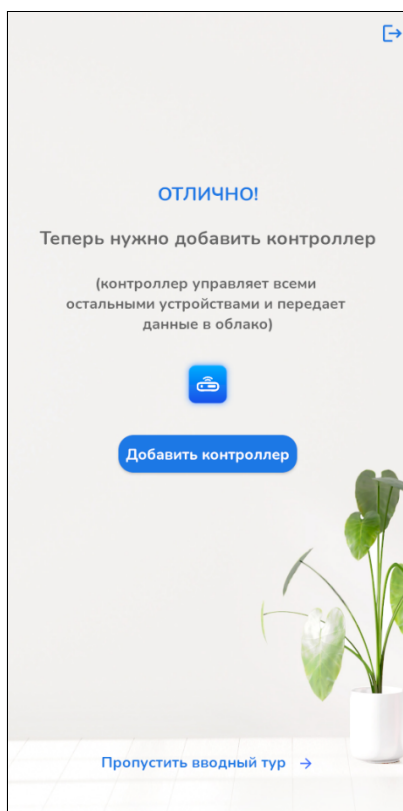 ОТЛИЧНО!
Теперь нужно добавить контроллер
(контроллер управляет всеми
остальными устройствами и передает
данные в облако)
Добавить контроллер
Пропустить вводный тур →